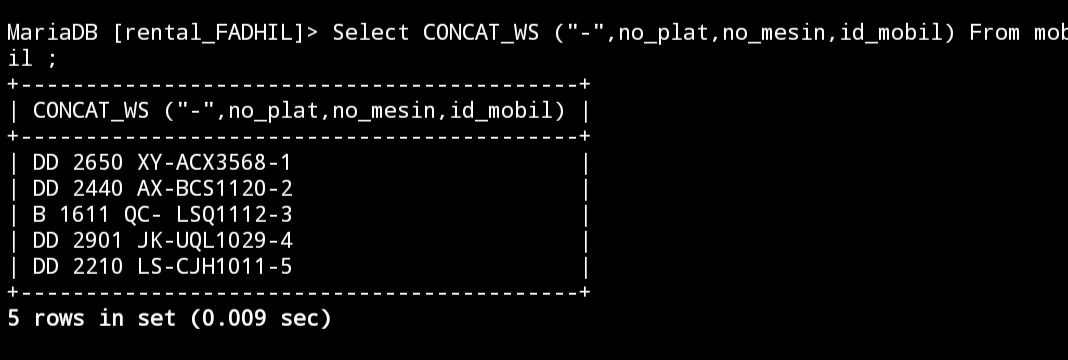 MariaDB [rental_FADHIL]> Select CONCAT_WS ("-",no_plat,no_mesin,id_mobil) From mob
il ;
+-------------------------------------------+
| CONCAT_WS ("-",no_plat,no_mesin,id_mobil) |
+-------------------------------------------+
| DD 2650 XY-ACX3568-1                      |
| DD 2440 AX-BCS1120-2                      |
| B 1611 QC- LSQ1112-3                      |
| DD 2901 JK-UQL1029-4                      |
| DD 2210 LS-CJH1011-5                      |
+-------------------------------------------+
5 rows in set (0.009 sec)